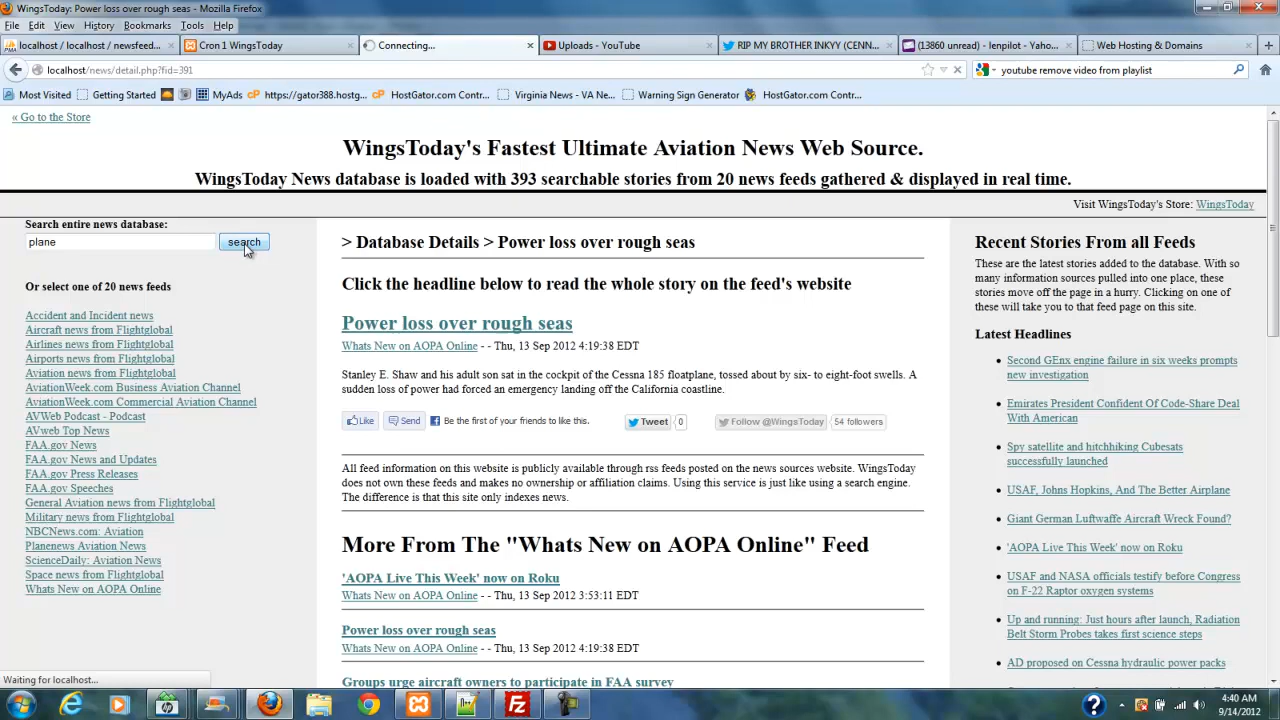 WingsToday: Power loss over rough seas - Mozilla Firefox
File Edit View History Bookmarks Tools Help
localhost / localhost / newsfeed...
Cron 1 WingsToday
Connecting...
Uploads - YouTube
RIP MY BROTHER INKYY (CENN...
(13860 unread) - lenpilot - Yaho...
Web Hosting & Domains
localhost/news/detail.php?fid=391
youtube remove video from playlist
Most Visited Getting Started MyAds https://gator388.hostg... HostGator.com Contr... Virginia News - VA Ne... Warning Sign Generator HostGator.com Contr...
« Go to the Store
WingsToday's Fastest Ultimate Aviation News Web Source.
WingsToday News database is loaded with 393 searchable stories from 20 news feeds gathered & displayed in real time.
Visit WingsToday's Store: WingsToday
Search entire news database:
plane
search
Or select one of 20 news feeds
Accident and Incident news
Aircraft news from Flightglobal
Airlines news from Flightglobal
Airports news from Flightglobal
Aviation news from Flightglobal
AviationWeek.com Business Aviation Channel
AviationWeek.com Commercial Aviation Channel
AVWeb Podcast - Podcast
AVweb Top News
FAA.gov News
FAA.gov News and Updates
FAA.gov Press Releases
FAA.gov Speeches
General Aviation news from Flightglobal
Military news from Flightglobal
NBCNews.com: Aviation
Planenews Aviation News
ScienceDaily: Aviation News
Space news from Flightglobal
Whats New on AOPA Online
> Database Details > Power loss over rough seas
Click the headline below to read the whole story on the feed's website
Power loss over rough seas
Whats New on AOPA Online - - Thu, 13 Sep 2012 4:19:38 EDT
Stanley E. Shaw and his adult son sat in the cockpit of the Cessna 185 floatplane, tossed about by six- to eight-foot swells. A
sudden loss of power had forced an emergency landing off the California coastline.
Like Send Be the first of your friends to like this. Tweet 0 Follow @WingsToday 54 followers
All feed information on this website is publicly available through rss feeds posted on the news sources website. WingsToday
does not own these feeds and makes no ownership or affiliation claims. Using this service is just like using a search engine.
The difference is that this site only indexes news.
More From The "Whats New on AOPA Online" Feed
'AOPA Live This Week' now on Roku
Whats New on AOPA Online - - Thu, 13 Sep 2012 3:53:11 EDT
Power loss over rough seas
Whats New on AOPA Online - - Thu, 13 Sep 2012 4:19:38 EDT
Groups urge aircraft owners to participate in FAA survey
Recent Stories From all Feeds
These are the latest stories added to the database. With so
many information sources pulled into one place, these
stories move off the page in a hurry. Clicking on one of
these will take you to that feed page on this site.
Latest Headlines
Second GEnx engine failure in six weeks prompts
new investigation
Emirates President Confident Of Code-Share Deal
With American
Spy satellite and hitchhiking Cubesats
successfully launched
USAF, Johns Hopkins, And The Better Airplane
Giant German Luftwaffe Aircraft Wreck Found?
'AOPA Live This Week' now on Roku
USAF and NASA officials testify before Congress
on F-22 Raptor oxygen systems
Up and running: Just hours after launch, Radiation
Belt Storm Probes takes first science steps
AD proposed on Cessna hydraulic power packs
Waiting for localhost...
4:40 AM
9/14/2012